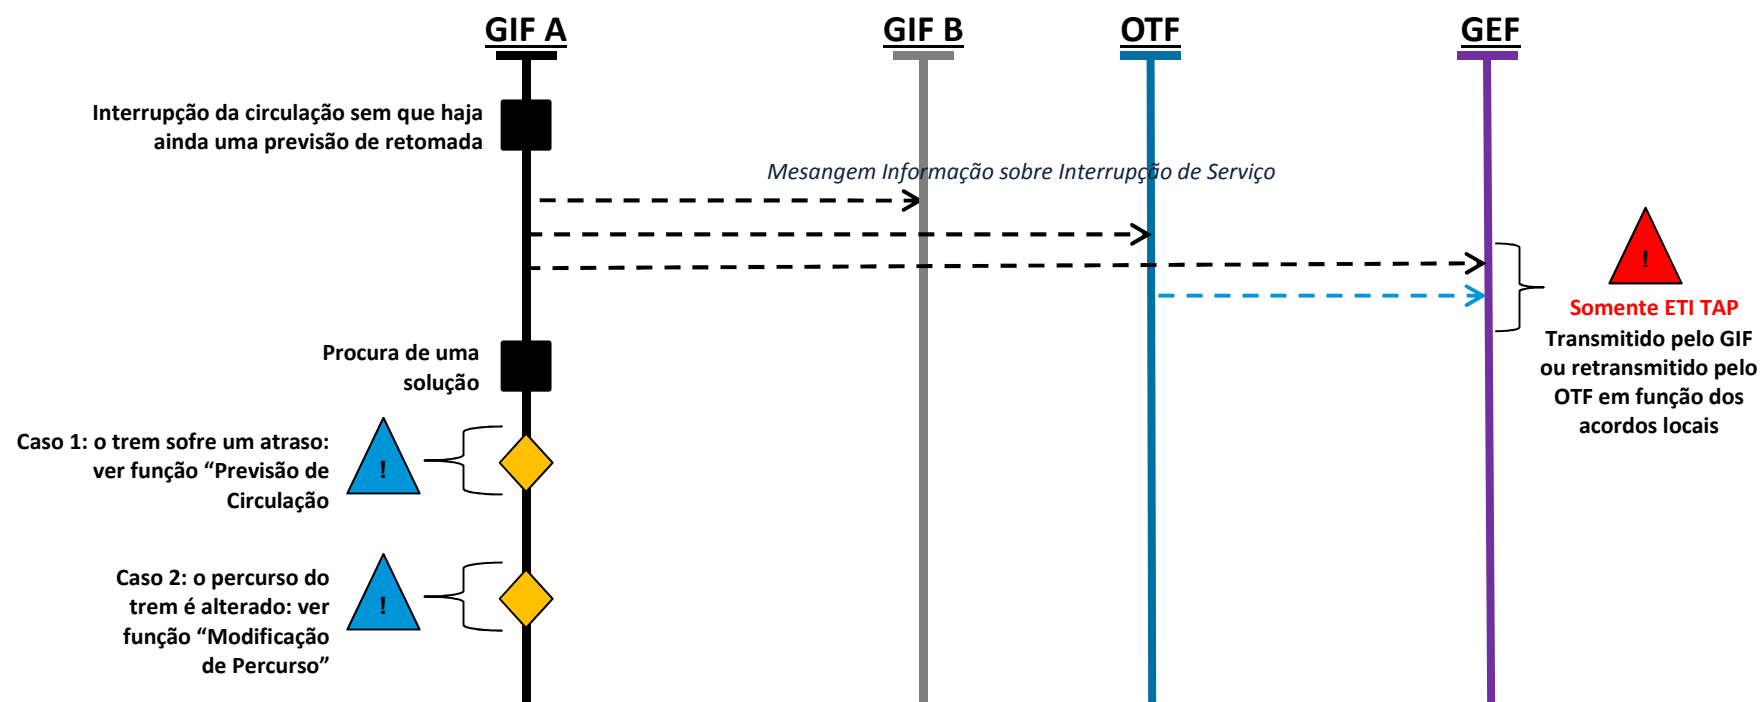 GIF A
GIF B
OTF
GEF
Interrupção da circulação sem que haja
ainda uma previsão de retomada
Mesangem Informação sobre Interrupção de Serviço
!
Somente ETI TAP
Transmitido pelo GIF
ou retransmitido pelo
OTF em função dos
acordos locais
Procura de uma
solução
Caso 1: o trem sofre um atraso:
ver função “Previsão de
Circulação
!
Caso 2: o percurso do
trem é alterado: ver
função “Modificação
de Percurso”
!